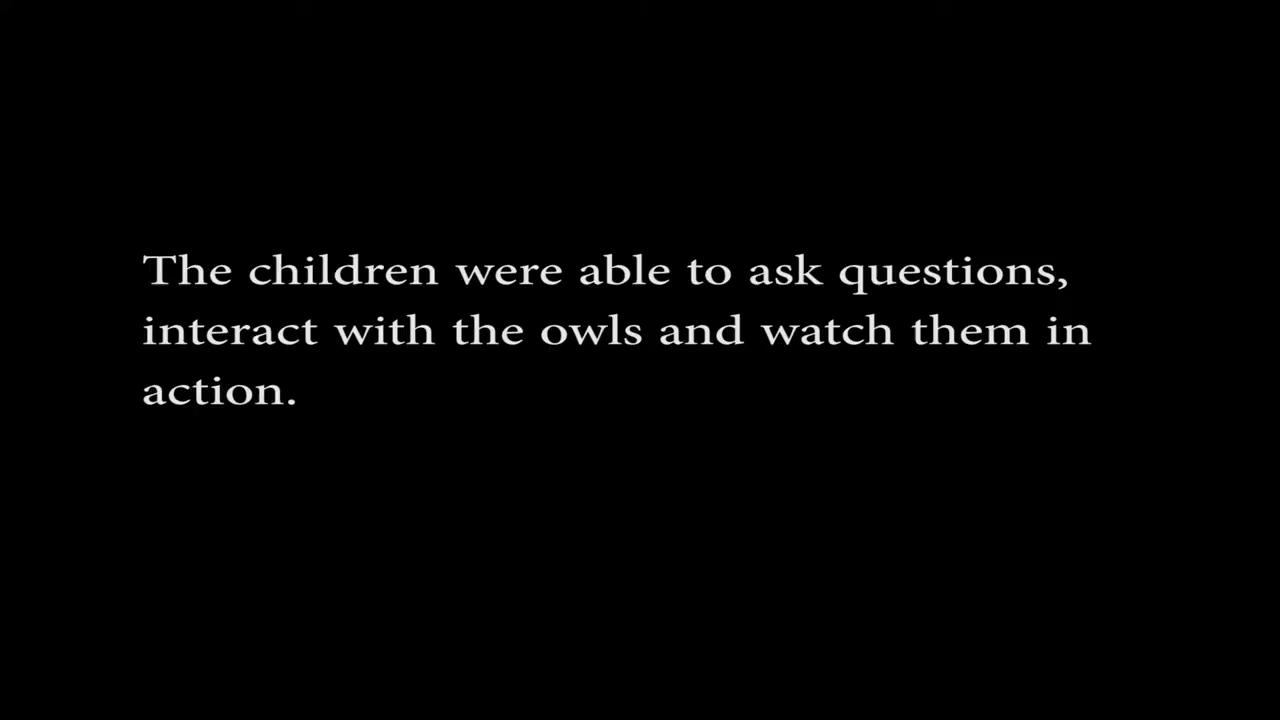 The children were able to ask questions,
interact with the owls and watch them in
action.